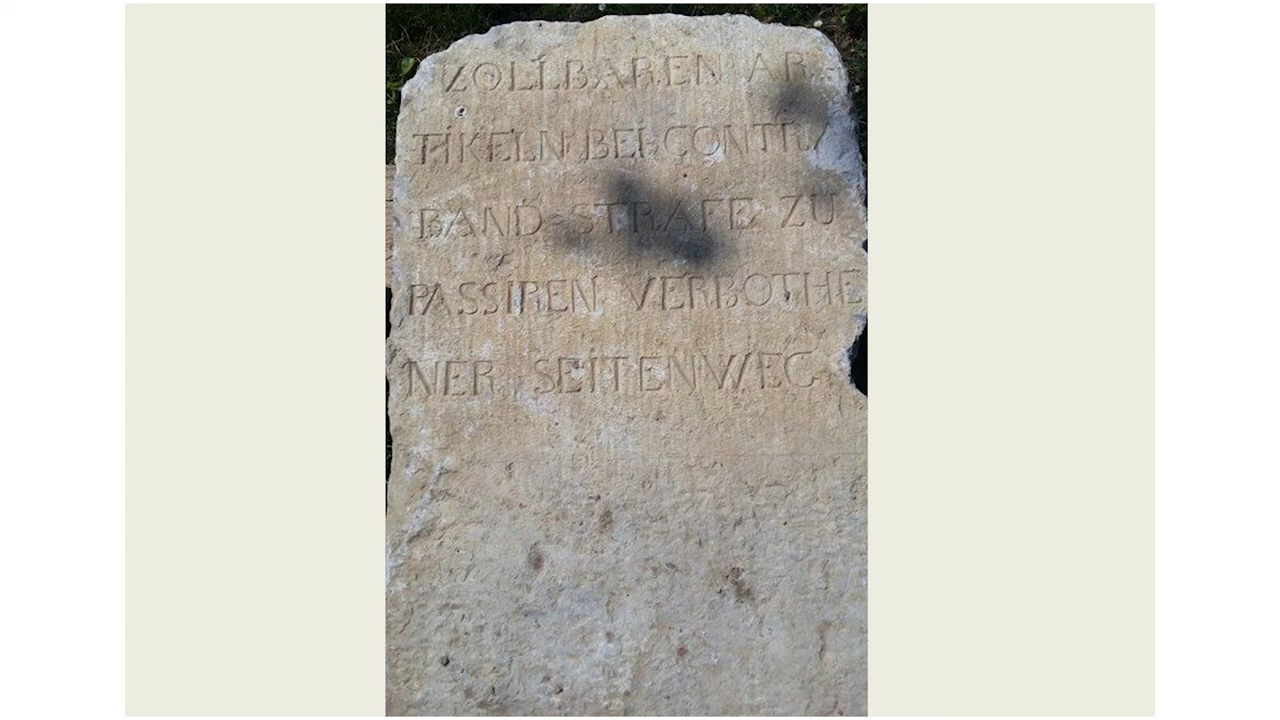 ZOLLBAREN AR-
TIKELN BEI CONTRA
BAND STRAFE ZU
PASSIREN VERBOTHE
NER SEITENWEG